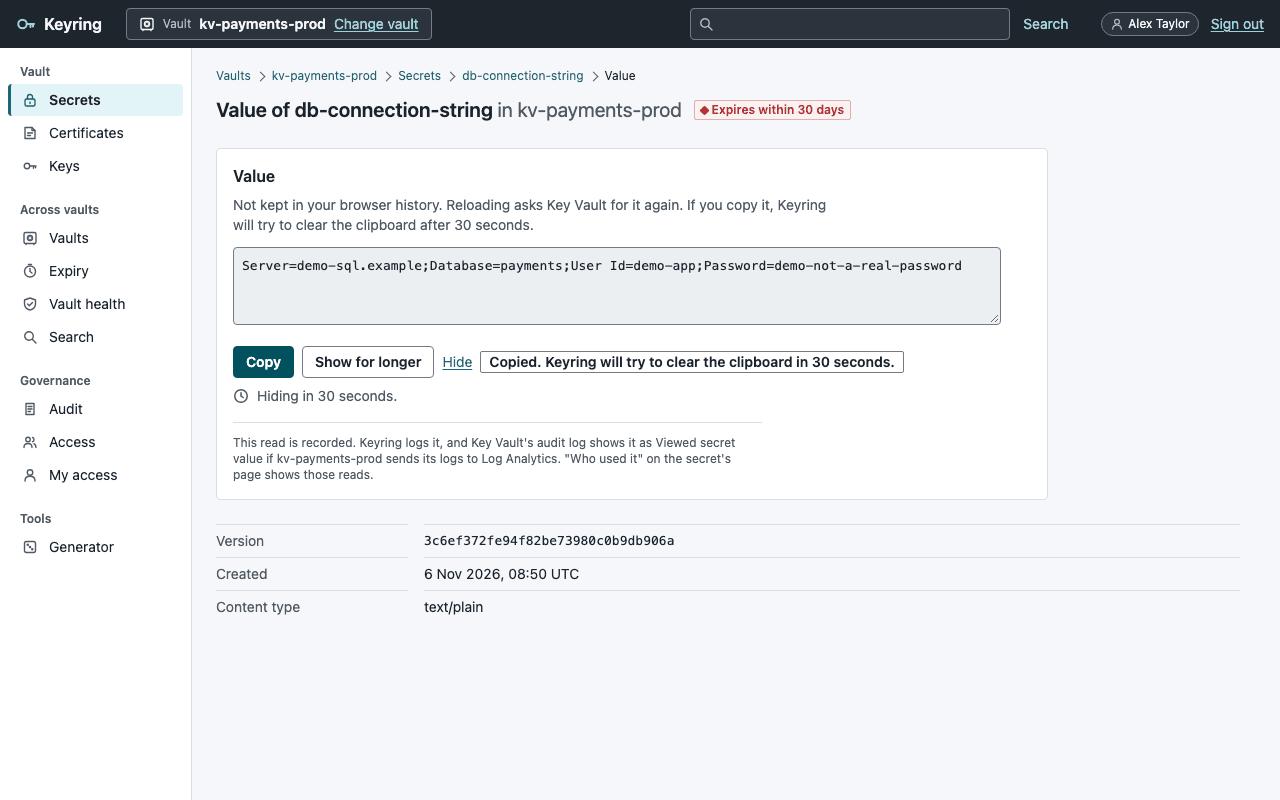 Keyring
Vault kv-payments-prod Change vault
Search
Alex Taylor
Sign out
Vault
Secrets
Certificates
Keys
Across vaults
Vaults
Expiry
Vault health
Search
Governance
Audit
Access
My access
Tools
Generator
Vaults > kv-payments-prod > Secrets > db-connection-string > Value
Value of db-connection-string in kv-payments-prod
Expires within 30 days
Value
Not kept in your browser history. Reloading asks Key Vault for it again. If you copy it, Keyring
will try to clear the clipboard after 30 seconds.
Server=demo-sql.example;Database=payments;User Id=demo-app;Password=demo-not-a-real-password
Copy
Show for longer
Hide
Copied. Keyring will try to clear the clipboard in 30 seconds.
Hiding in 30 seconds.
This read is recorded. Keyring logs it, and Key Vault's audit log shows it as Viewed secret
value if kv-payments-prod sends its logs to Log Analytics. "Who used it" on the secret's
page shows those reads.
Version 3c6ef372fe94f82be73980c0b9db906a
Created 6 Nov 2026, 08:50 UTC
Content type text/plain